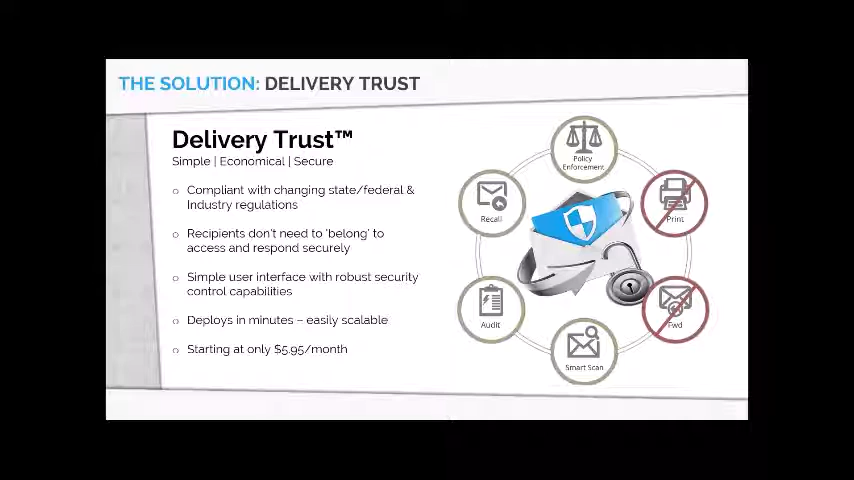 THE SOLUTION: DELIVERY TRUST
Delivery Trust™
Simple | Economical | Secure
Compliant with changing state/federal &
Industry regulations
Recipients don't need to 'belong' to
access and respond securely
Simple user interface with robust security
control capabilities
Deploys in minutes – easily scalable
Starting at only $5.95/month
Policy
Enforcement
Recall
Print
Audit
Fwd
Smart Scan